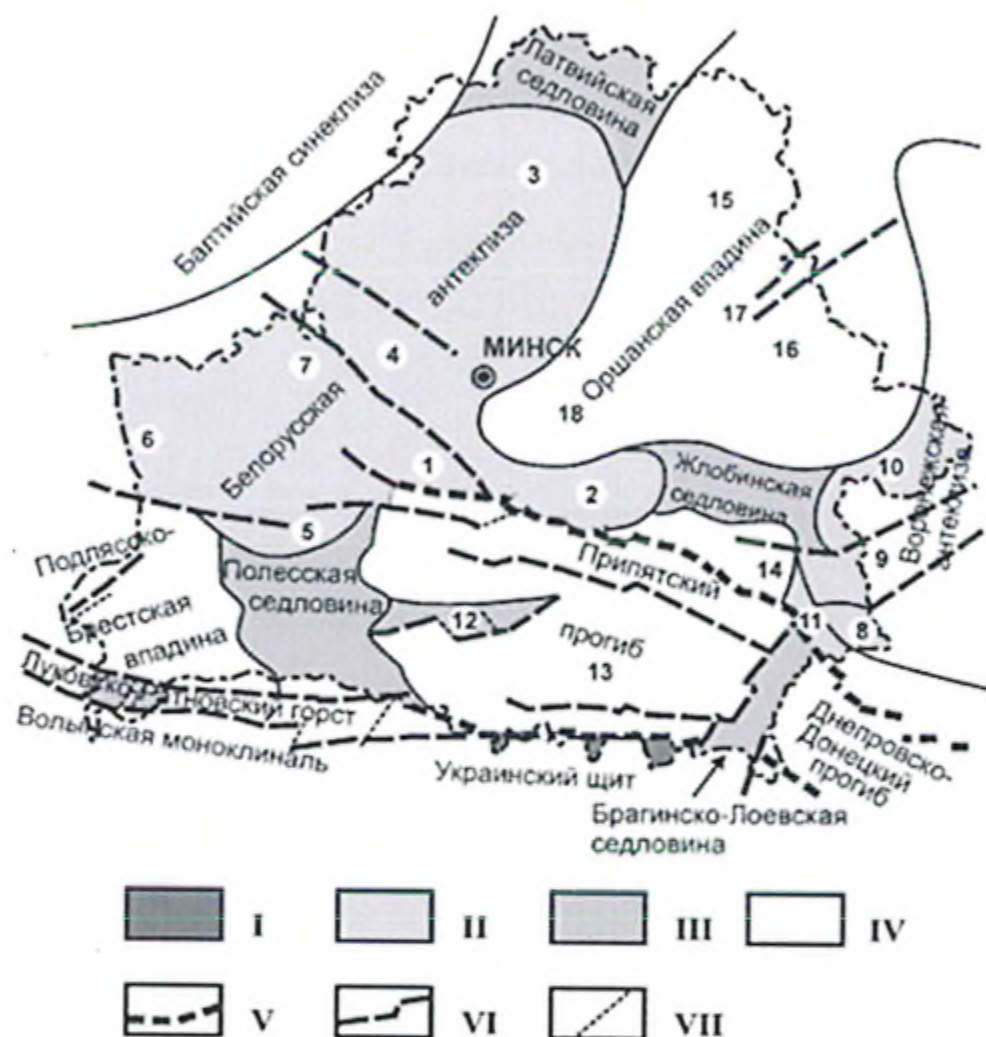 Латвийская
седловина
Балтийская синеклиза
3
15
антеклиза
Оршанская впадина
17
16
4
МИНСК
7
18
6
Белорусская
1
2
Жлобинская
седловина
10
Воронежская
антеклиза
9
5
Подлясско-
Брестская
впадина
Полесская
седловина
Припятский
прогиб
14
12
11
8
13
Луковско-Ратновский горст
Волынская моноклиналь
Украинский щит
Днепровско-
Донецкий
прогиб
Брагинско-Лоевская
седловина
I
II
III
IV
V
VI
VII